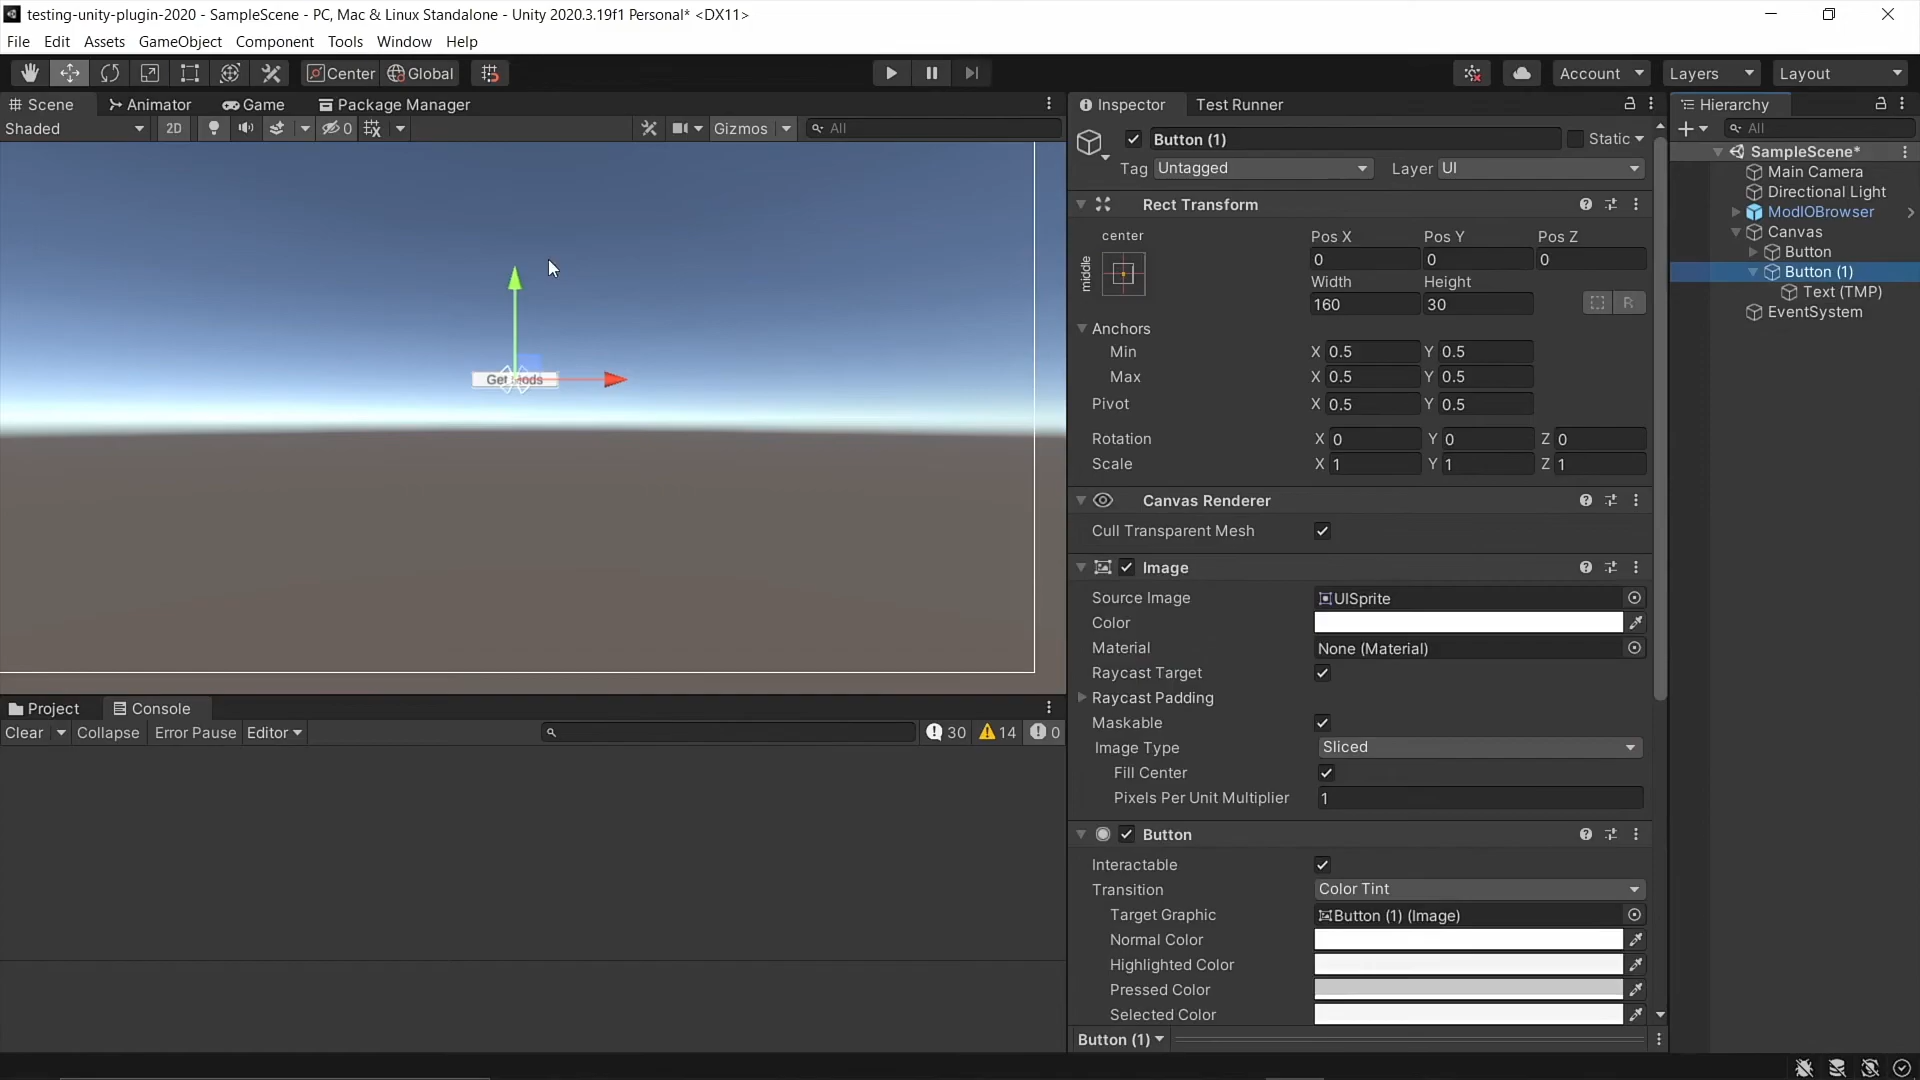 testing-unity-plugin-2020 - SampleScene - PC, Mac & Linux Standalone - Unity 2020.3.19f1 Personal* <DX11>
File Edit Assets GameObject Component Tools Window Help
Center Global Account Layers Layout
Scene Animator Game Package Manager
Shaded 2D 0 Gizmos All
Get Mods
Project Console
Clear Collapse Error Pause Editor 30 14 0
Inspector Test Runner
Button (1) Static
Tag Untagged Layer UI
Rect Transform
center
middle
Pos X Pos Y Pos Z
0 0 0
Width Height
160 30 R
Anchors
Min X 0.5 Y 0.5
Max X 0.5 Y 0.5
Pivot X 0.5 Y 0.5
Rotation X 0 Y 0 Z 0
Scale X 1 Y 1 Z 1
Canvas Renderer
Cull Transparent Mesh
Image
Source Image UISprite
Color
Material None (Material)
Raycast Target
Raycast Padding
Maskable
Image Type Sliced
Fill Center
Pixels Per Unit Multiplier 1
Button
Interactable
Transition Color Tint
Target Graphic Button (1) (Image)
Normal Color
Highlighted Color
Pressed Color
Selected Color
Button (1)
Hierarchy
All
SampleScene*
Main Camera
Directional Light
ModIOBrowser
Canvas
Button
Button (1)
Text (TMP)
EventSystem